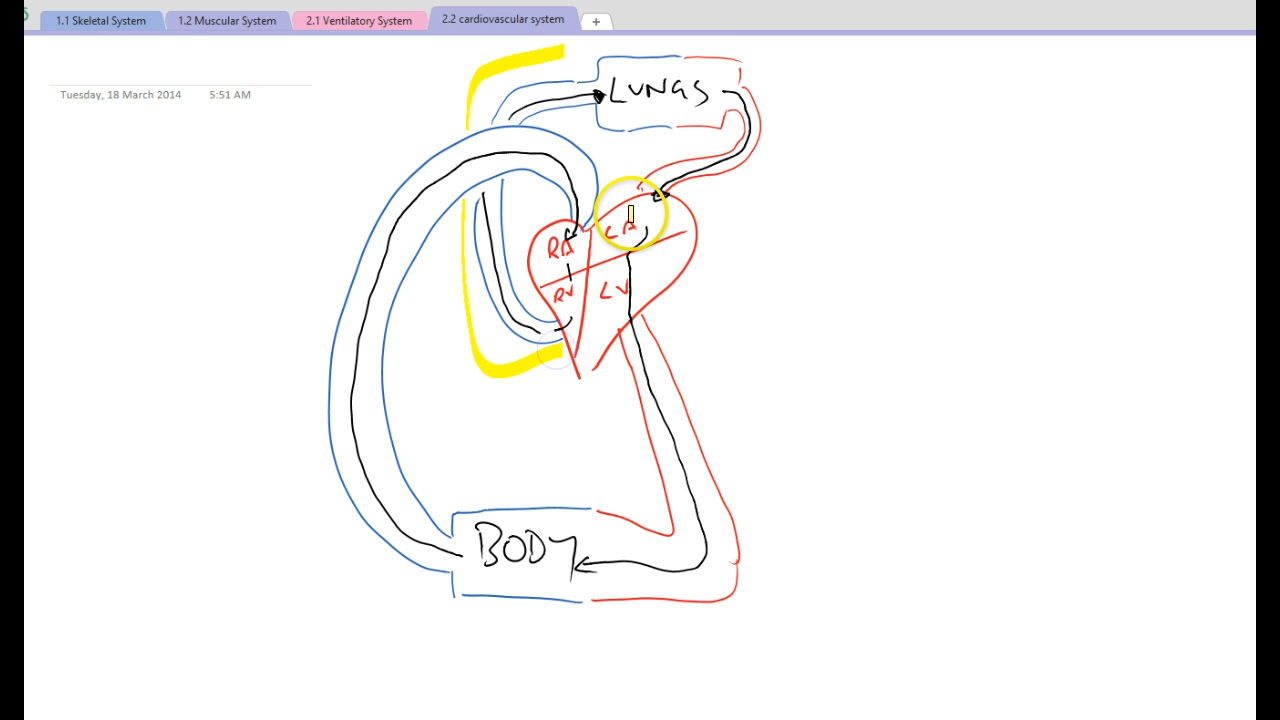 1.1 Skeletal System
1.2 Muscular System
2.1 Ventilatory System
2.2 cardiovascular system
Tuesday, 18 March 2014 5:51 AM
LUNGS
LA
RA
RV
LV
BODY